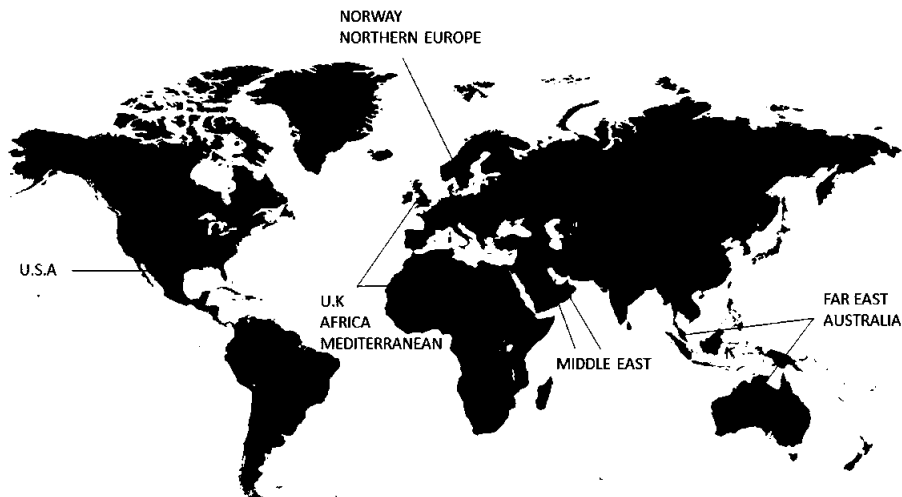 NORWAY
NORTHERN EUROPE
U.S.A
U.K
AFRICA
MEDITERRANEAN
MIDDLE EAST
FAR EAST
AUSTRALIA